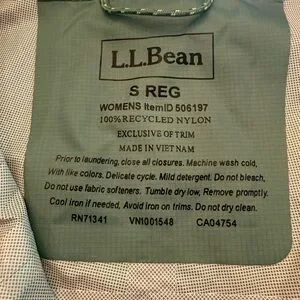 L.L.Bean
S REG
WOMENS ItemID 506197
100% RECYCLED NYLON
EXCLUSIVE OF TRIM
MADE IN VIETNAM
Prior to laundering, close all closures. Machine wash cold,
With like colors. Delicate cycle. Mild detergent. Do not bleach,
Do not use fabric softeners. Tumble dry low, Remove promptly.
Cool iron if needed, Avoid iron on trims. Do not dry clean.
RN71341 VN1001548 CA04754